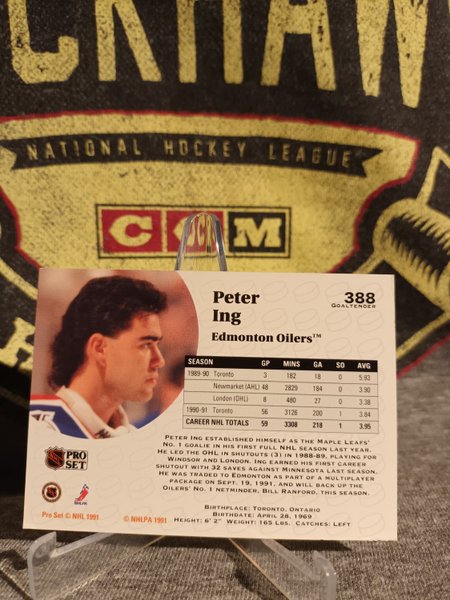 CKHAW
NATIONAL HOCKEY LEAGUE
CCM
Peter
Ing
Edmonton Oilers™
388
GOALTENDER
SEASON GP MINS GA SO AVG
1989-90 Toronto 3 182 18 0 5.93
Newmarket (AHL) 48 2829 184 0 3.90
London (OHL) 8 480 27 0 3.38
1990-91 Toronto 56 3126 200 1 3.84
CAREER NHL TOTALS 59 3308 218 1 3.95
PETER ING ESTABLISHED HIMSELF AS THE MAPLE LEAFS'
NO. 1 GOALIE IN HIS FIRST FULL NHL SEASON LAST YEAR.
HE LED THE OHL IN SHUTOUTS (3) IN 1988-89, PLAYING FOR
WINDSOR AND LONDON. ING EARNED HIS FIRST CAREER
SHUTOUT WITH 32 SAVES AGAINST MINNESOTA LAST SEASON.
HE WAS TRADED TO EDMONTON AS PART OF A MULTIPLAYER
PACKAGE ON SEPT. 19, 1991, AND WILL BACK UP THE
OILERS' NO. 1 NETMINDER, BILL RANFORD, THIS SEASON.
BIRTHPLACE: TORONTO, ONTARIO
BIRTHDATE: APRIL 28, 1969
HEIGHT: 6' 2" WEIGHT: 165 LBS. CATCHES: LEFT
NHL PRO
SET
NHL NHLPA
Pro Set © NHL 1991 © NHLPA 1991